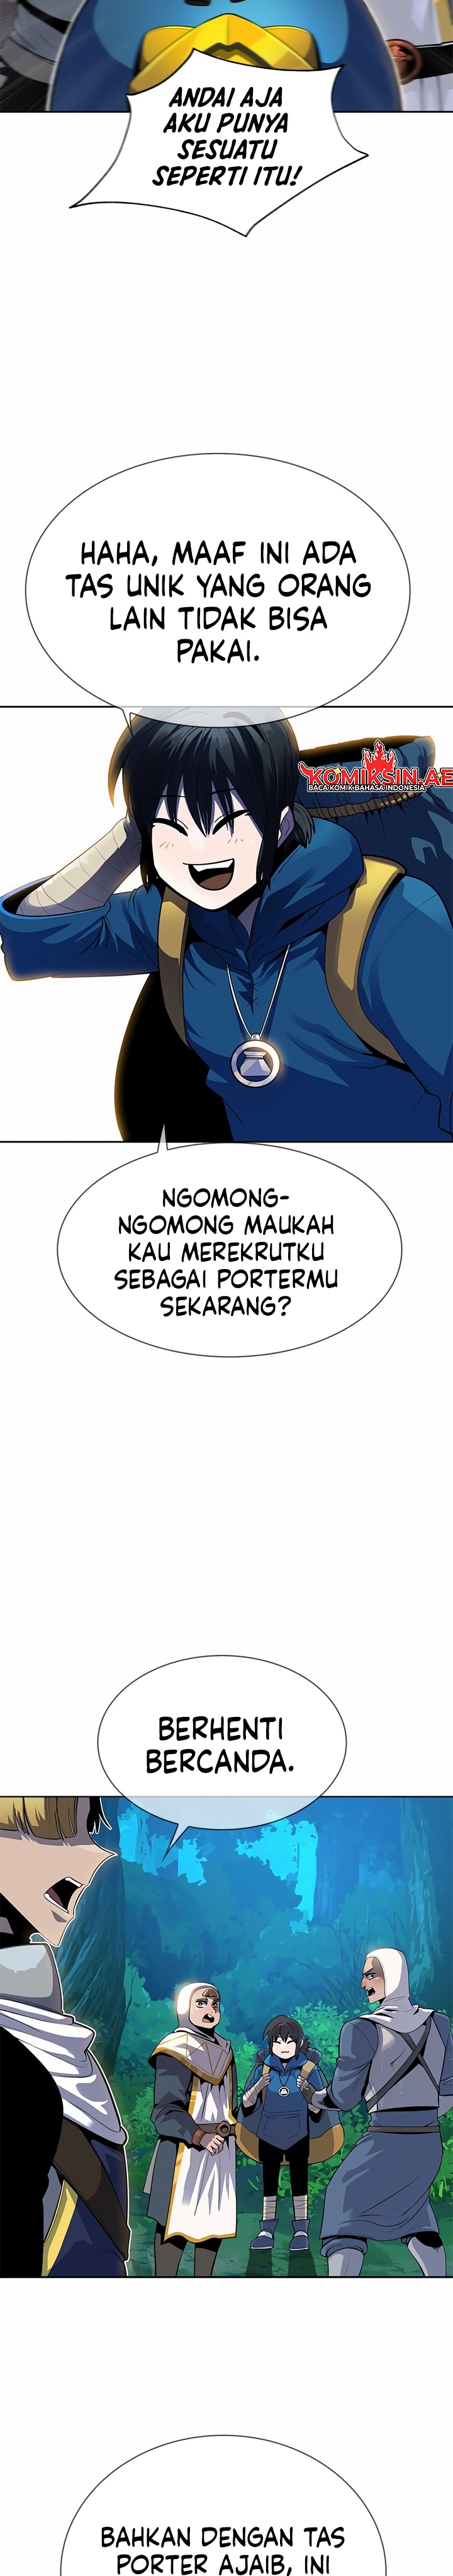 ANDAI AJA
AKU PUNYA
SESUATU
SEPERTI ITU!
HAHA, MAAF INI ADA
TAS UNIK YANG ORANG
LAIN TIDAK BISA
PAKAI.
KOMIKSIN.AE
BACA KOMIK BAHASA INDONESIA
NGOMONG-
NGOMONG MAUKAH
KAU MEREKRUTKU
SEBAGAI PORTERMU
SEKARANG?
BERHENTI
BERCANDA.
BAHKAN DENGAN TAS
PORTER AJAIB, INI